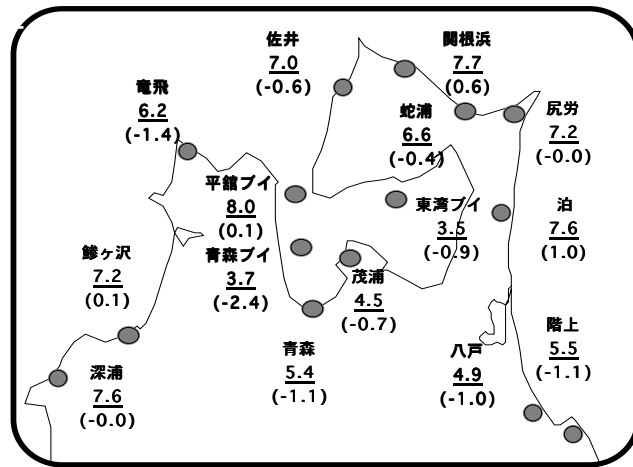 佐井
7.0
(-0.6)
関根浜
7.7
(0.6)
竜飛
6.2
(-1.4)
蛇浦
6.6
(-0.4)
尻労
7.2
(-0.0)
平舘ブイ
8.0
(0.1)
東湾ブイ
3.5
(-0.9)
泊
7.6
(1.0)
鰺ヶ沢
7.2
(0.1)
青森ブイ
3.7
(-2.4)
茂浦
4.5
(-0.7)
階上
5.5
(-1.1)
八戸
4.9
(-1.0)
青森
5.4
(-1.1)
深浦
7.6
(-0.0)